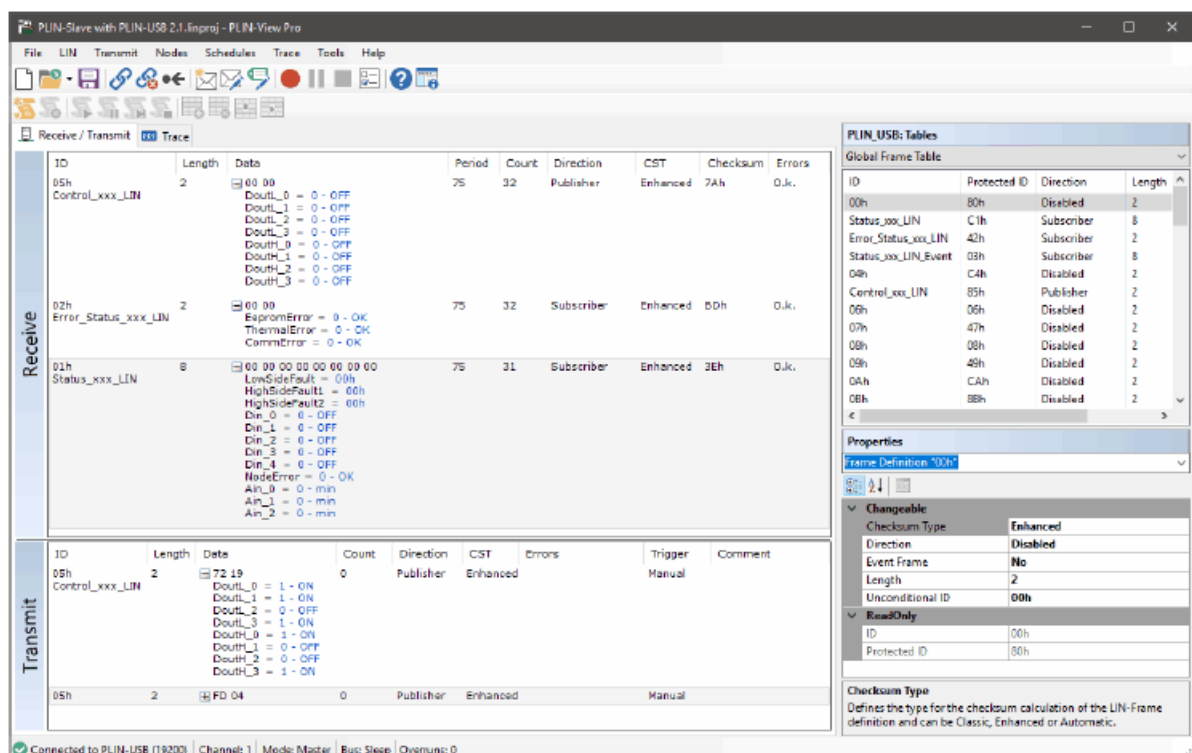 PLIN-Slave with PLIN-USB 2.1.linproj - PLIN-View Pro
File LIN Transmit Nodes Schedules Trace Tools Help
Receive / Transmit Trace
Receive
ID Length Data Period Count Direction CST Checksum Errors
05h 2 00 00 75 32 Publisher Enhanced 7Ah O.k.
Control_xxx_LIN
DoutL_0 = 0 - OFF
DoutL_1 = 0 - OFF
DoutL_2 = 0 - OFF
DoutL_3 = 0 - OFF
DoutH_0 = 0 - OFF
DoutH_1 = 0 - OFF
DoutH_2 = 0 - OFF
DoutH_3 = 0 - OFF
02h 2 00 00 75 32 Subscriber Enhanced BDh O.k.
Error_Status_xxx_LIN
EepromError = 0 - OK
ThermalError = 0 - OK
CommError = 0 - OK
01h 8 00 00 00 00 00 00 00 00 75 31 Subscriber Enhanced 3Eh O.k.
Status_xxx_LIN
LowSideFault = 00h
HighSideFault1 = 00h
HighSideFault2 = 00h
Din_0 = 0 - OFF
Din_1 = 0 - OFF
Din_2 = 0 - OFF
Din_3 = 0 - OFF
Din_4 = 0 - OFF
NodeError = 0 - OK
Ain_0 = 0 - min
Ain_1 = 0 - min
Ain_2 = 0 - min
Transmit
ID Length Data Count Direction CST Errors Trigger Comment
05h 2 72 19 0 Publisher Enhanced Manual
Control_xxx_LIN
DoutL_0 = 1 - ON
DoutL_1 = 1 - ON
DoutL_2 = 0 - OFF
DoutL_3 = 1 - ON
DoutH_0 = 1 - ON
DoutH_1 = 0 - OFF
DoutH_2 = 0 - OFF
DoutH_3 = 1 - ON
05h 2 FD 04 0 Publisher Enhanced Manual
PLIN_USB: Tables
Global Frame Table
ID Protected ID Direction Length
00h 80h Disabled 2
Status_xxx_LIN C1h Subscriber 8
Error_Status_xxx_LIN 42h Subscriber 2
Status_xxx_LIN_Event 03h Subscriber 8
04h C4h Disabled 2
Control_xxx_LIN 85h Publisher 2
06h 06h Disabled 2
07h 47h Disabled 2
08h 08h Disabled 2
09h 49h Disabled 2
0Ah CAh Disabled 2
0Bh 8Bh Disabled 2
Properties
Frame Definition "00h"
Changeable
Checksum Type Enhanced
Direction Disabled
Event Frame No
Length 2
Unconditional ID 00h
ReadOnly
ID 00h
Protected ID 80h
Checksum Type
Defines the type for the checksum calculation of the LIN-Frame
definition and can be Classic, Enhanced or Automatic.
Connected to PLIN-USB (19200) Channel: 1 Mode: Master Bus: Sleep Overruns: 0